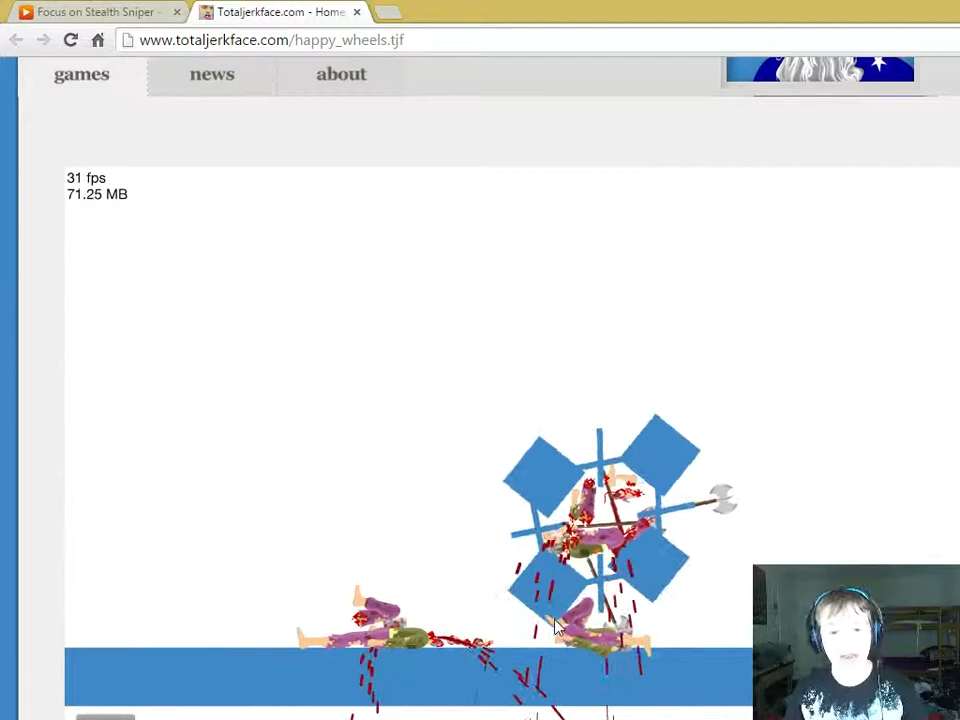 Focus on Stealth Sniper -
Totaljerkface.com - Home
www.totaljerkface.com/happy_wheels.tjf
games
news
about
31 fps
71.25 MB